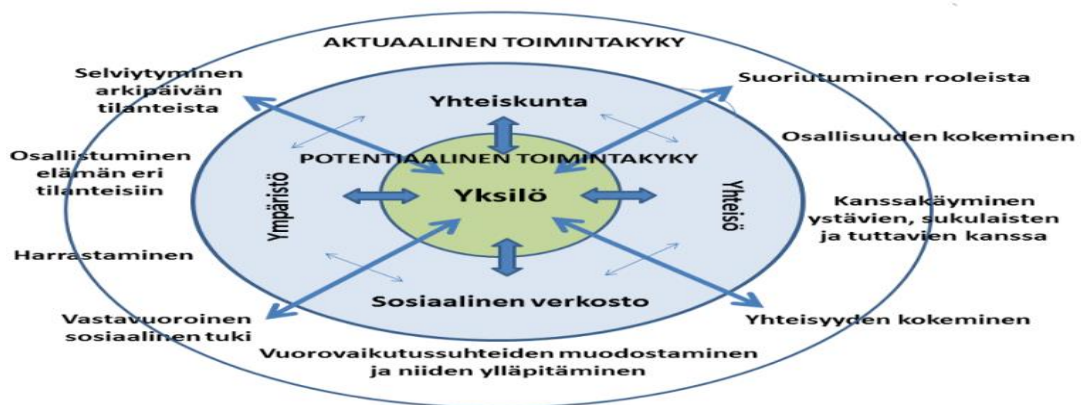 AKTUAALINEN TOIMINTAKYKY
Selviytyminen
arkipäivän
tilanteista
Suoriutuminen rooleista
Yhteiskunta
Osallisuuden kokeminen
Osallistuminen
elämän eri
tilanteisiin
POTENTIAALINEN TOIMINTAKYKY
Yksilö
Ympäristö
Yhteisö
Kanssakäyminen
ystävien, sukulaisten
ja tuttavien kanssa
Harrastaminen
Sosiaalinen verkosto
Vastavuoroinen
sosiaalinen tuki
Yhteisyyden kokeminen
Vuorovaikutussuhteiden muodostaminen
ja niiden ylläpitäminen